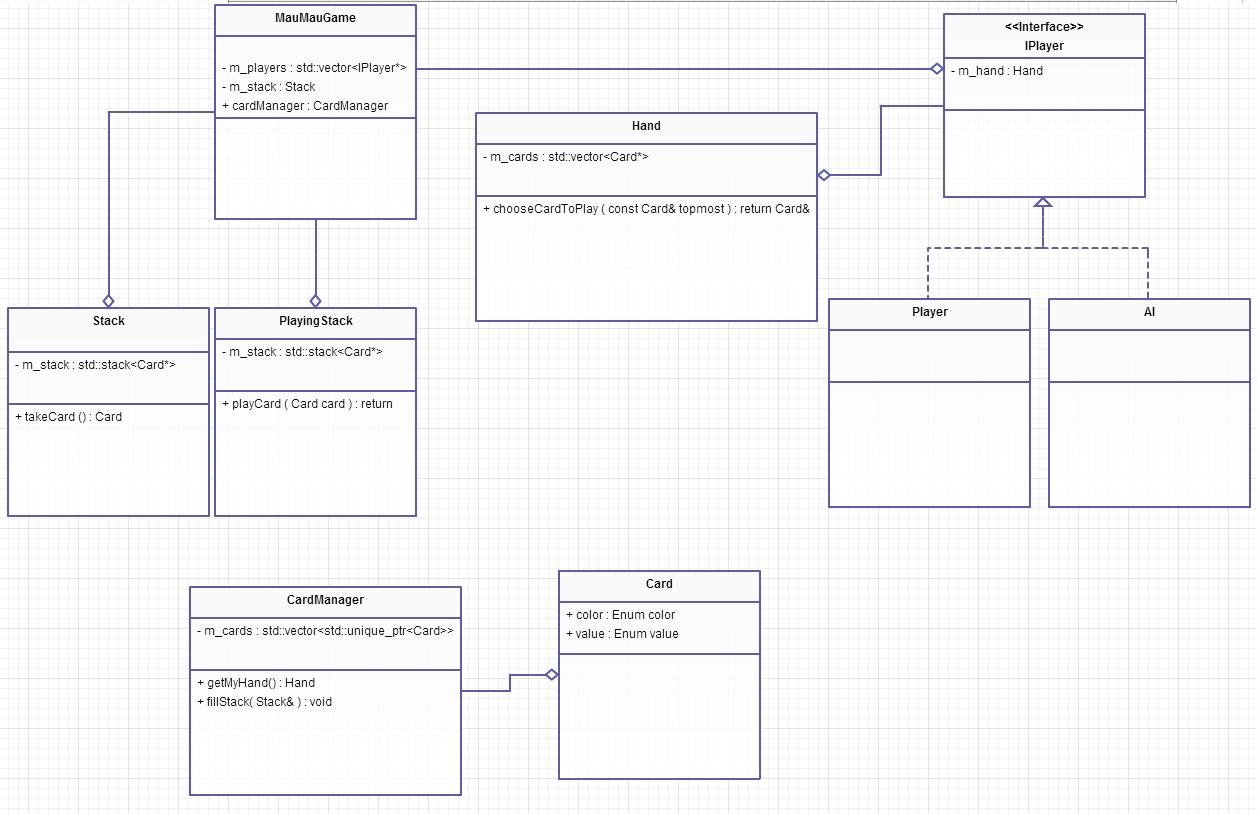 MauMauGame
- m_players : std::vector<IPlayer*>
- m_stack : Stack
+ cardManager : CardManager
<<Interface>>
IPlayer
- m_hand : Hand
Hand
- m_cards : std::vector<Card*>
+ chooseCardToPlay ( const Card& topmost ) : return Card&
Stack
- m_stack : std::stack<Card*>
+ takeCard () : Card
PlayingStack
- m_stack : std::stack<Card*>
+ playCard ( Card card ) : return
Player
AI
CardManager
- m_cards : std::vector<std::unique_ptr<Card>>
+ getMyHand() : Hand
+ fillStack( Stack& ) : void
Card
+ color : Enum color
+ value : Enum value